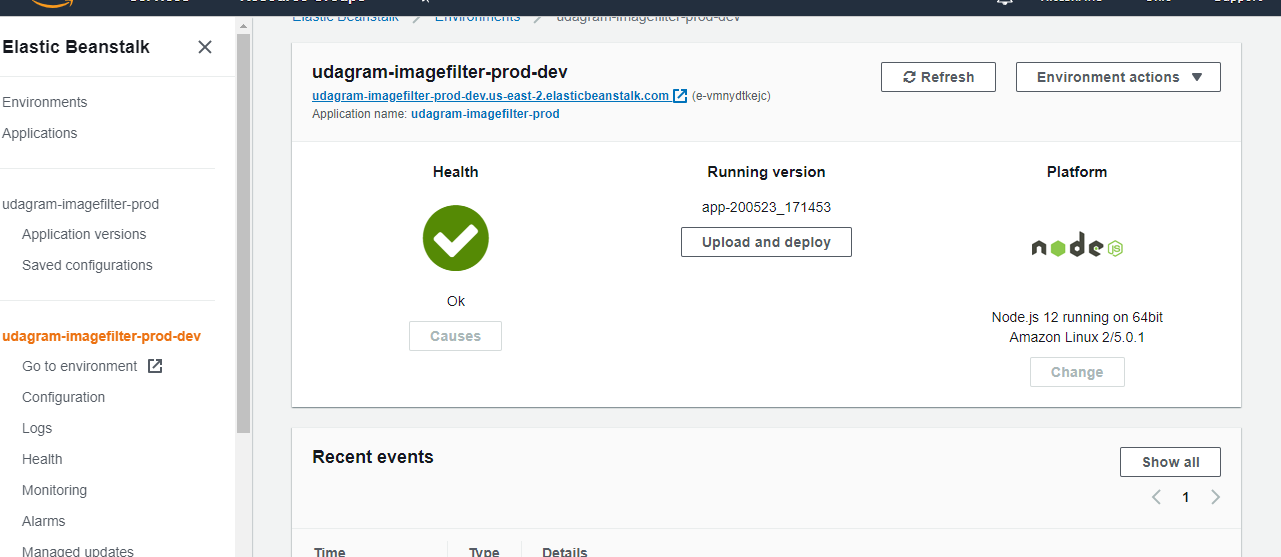 Services
Resource Groups
Elastic Beanstalk
Environments
udagram-imagefilter-prod-dev
Support
Elastic Beanstalk
Environments
Applications
udagram-imagefilter-prod
Application versions
Saved configurations
udagram-imagefilter-prod-dev
Go to environment
Configuration
Logs
Health
Monitoring
Alarms
Managed updates
udagram-imagefilter-prod-dev
udagram-imagefilter-prod-dev.us-east-2.elasticbeanstalk.com (e-vmnydtkejc)
Application name: udagram-imagefilter-prod
Refresh
Environment actions
Health
Ok
Causes
Running version
app-200523_171453
Upload and deploy
Platform
node
JS
Node.js 12 running on 64bit
Amazon Linux 2/5.0.1
Change
Recent events
Show all
1
Time Type Details